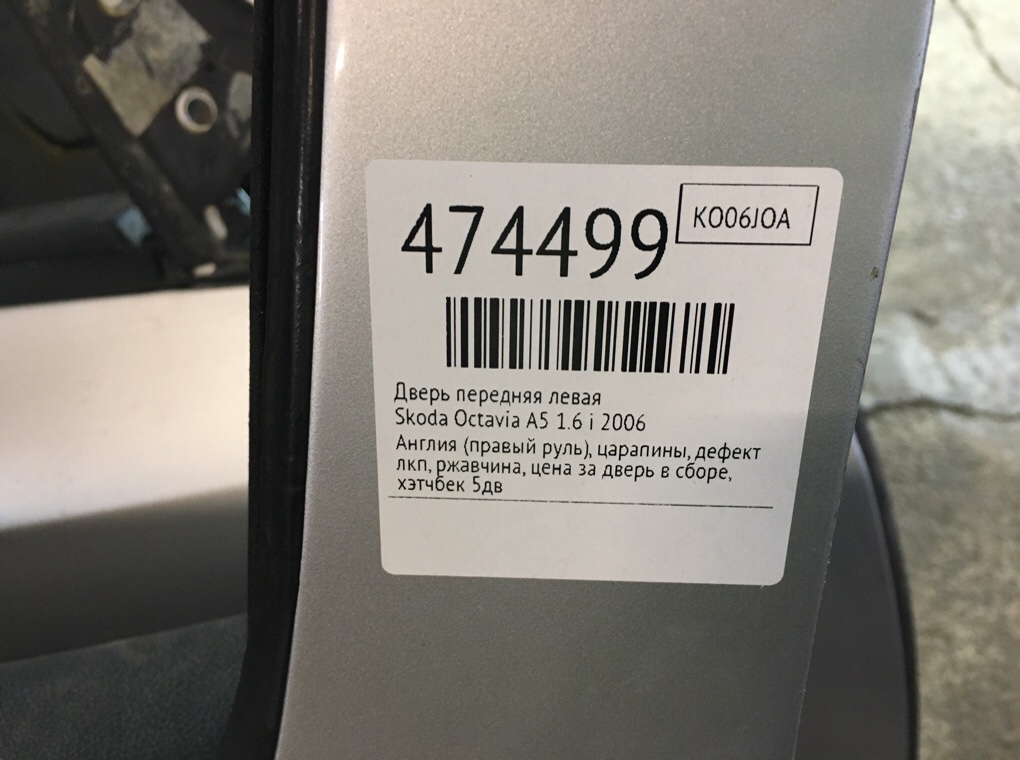 474499
KO06JOA
Дверь передняя левая
Skoda Octavia A5 1.6 i 2006
Англия (правый руль), царапины, дефект
лкп, ржавчина, цена за дверь в сборе,
хэтчбек 5дв